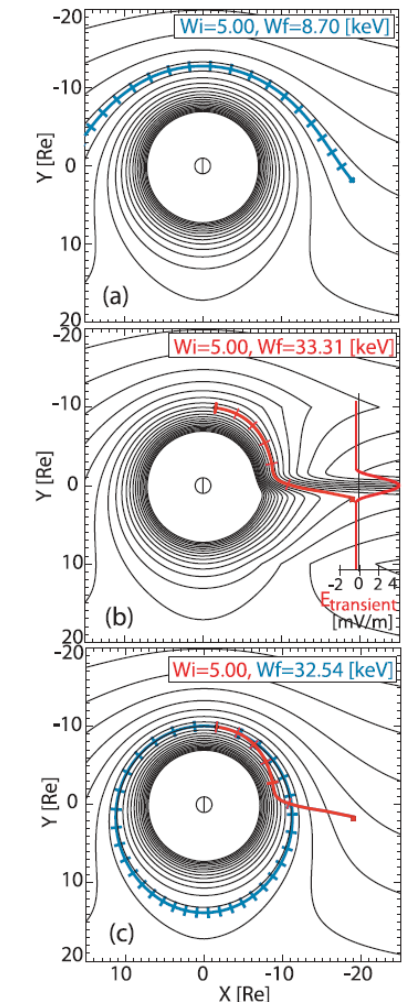 Wi=5.00, Wf=8.70 [keV]
-20
-10
0
10
20
Y [Re]
(a)
Wi=5.00, Wf=33.31 [keV]
-10
0
10
20
Y [Re]
-2 0 2 4
Etransient
[mV/m]
(b)
Wi=5.00, Wf=32.54 [keV]
-20
-10
0
10
20
Y [Re]
(c)
10 0 -10 -20
X [Re]